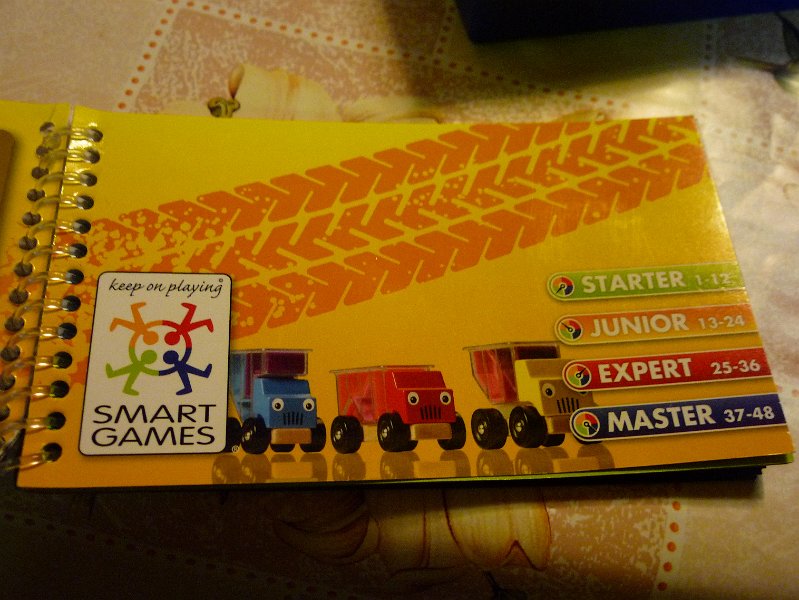 keep on playing®
SMART
GAMES®
STARTER 1-12
JUNIOR 13-24
EXPERT 25-36
MASTER 37-48